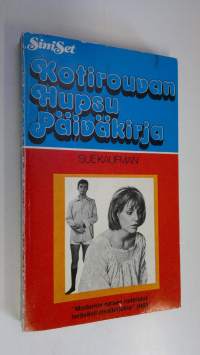 SiniSet
Kotirouvan
Hupsu
Päiväkirja
SUE KAUFMAN